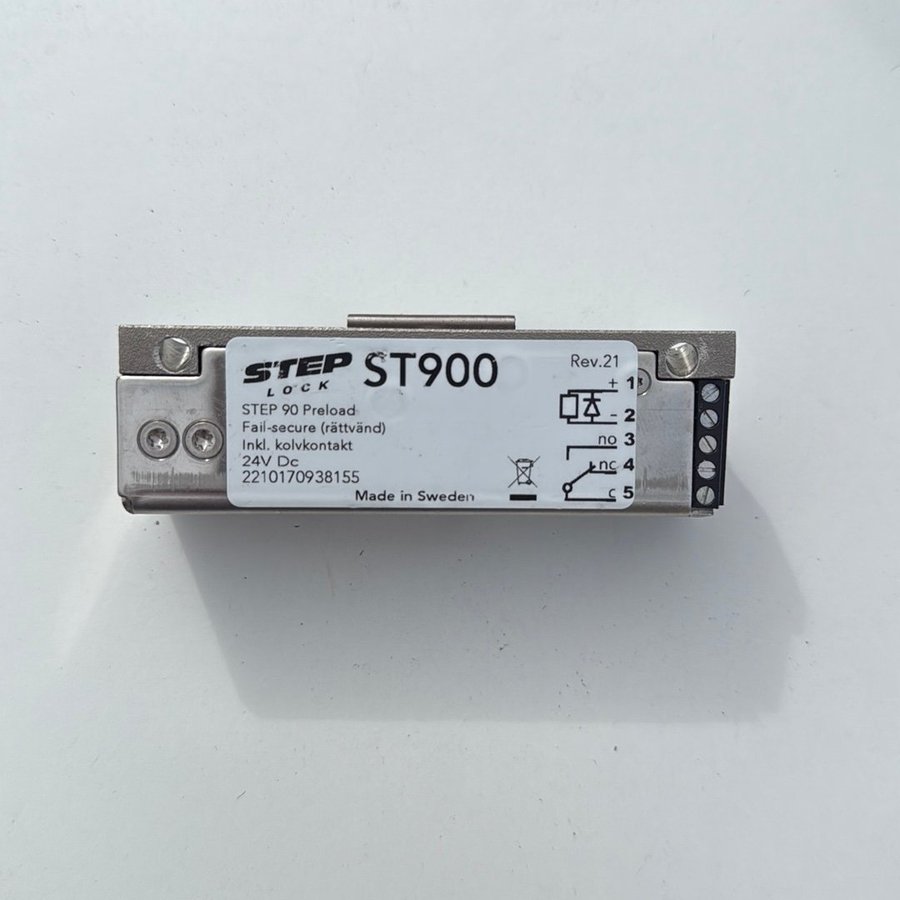 STEP LOCK ST900
Rev.21
STEP 90 Preload
Fail-secure (rättvänd)
Inkl. kolvkontakt
24V Dc
2210170938155
Made in Sweden
+ 1
- 2
no 3
nc 4
c 5